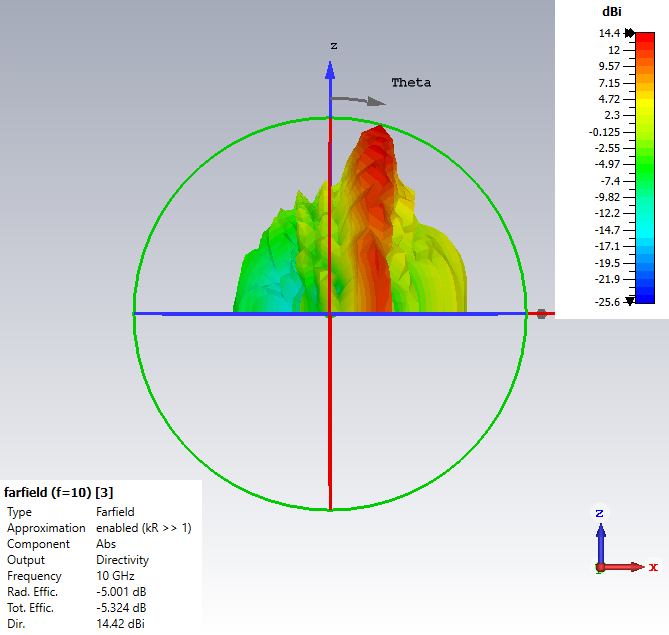 dBi
14.4
12
9.57
7.15
4.72
2.3
-0.125
-2.55
-4.97
-7.4
-9.82
-12.2
-14.7
-17.1
-19.5
-21.9
-25.6
z
Theta
farfield (f=10) [3]
Type Farfield
Approximation enabled (kR >> 1)
Component Abs
Output Directivity
Frequency 10 GHz
Rad. Effic. -5.001 dB
Tot. Effic. -5.324 dB
Dir. 14.42 dBi
z
x